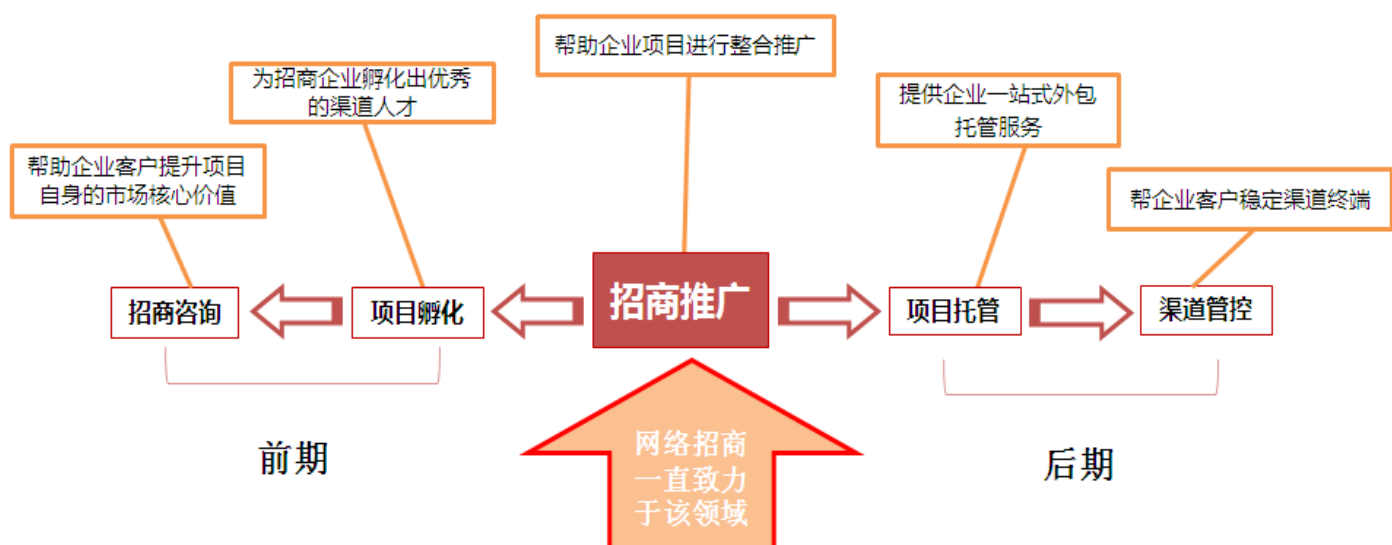 帮助企业项目进行整合推广
为招商企业孵化出优秀
的渠道人才
提供企业一站式外包
托管服务
帮助企业客户提升项目
自身的市场核心价值
帮企业客户稳定渠道终端
招商咨询
项目孵化
招商推广
项目托管
渠道管控
前期
网络招商
一直致力
于该领域
后期